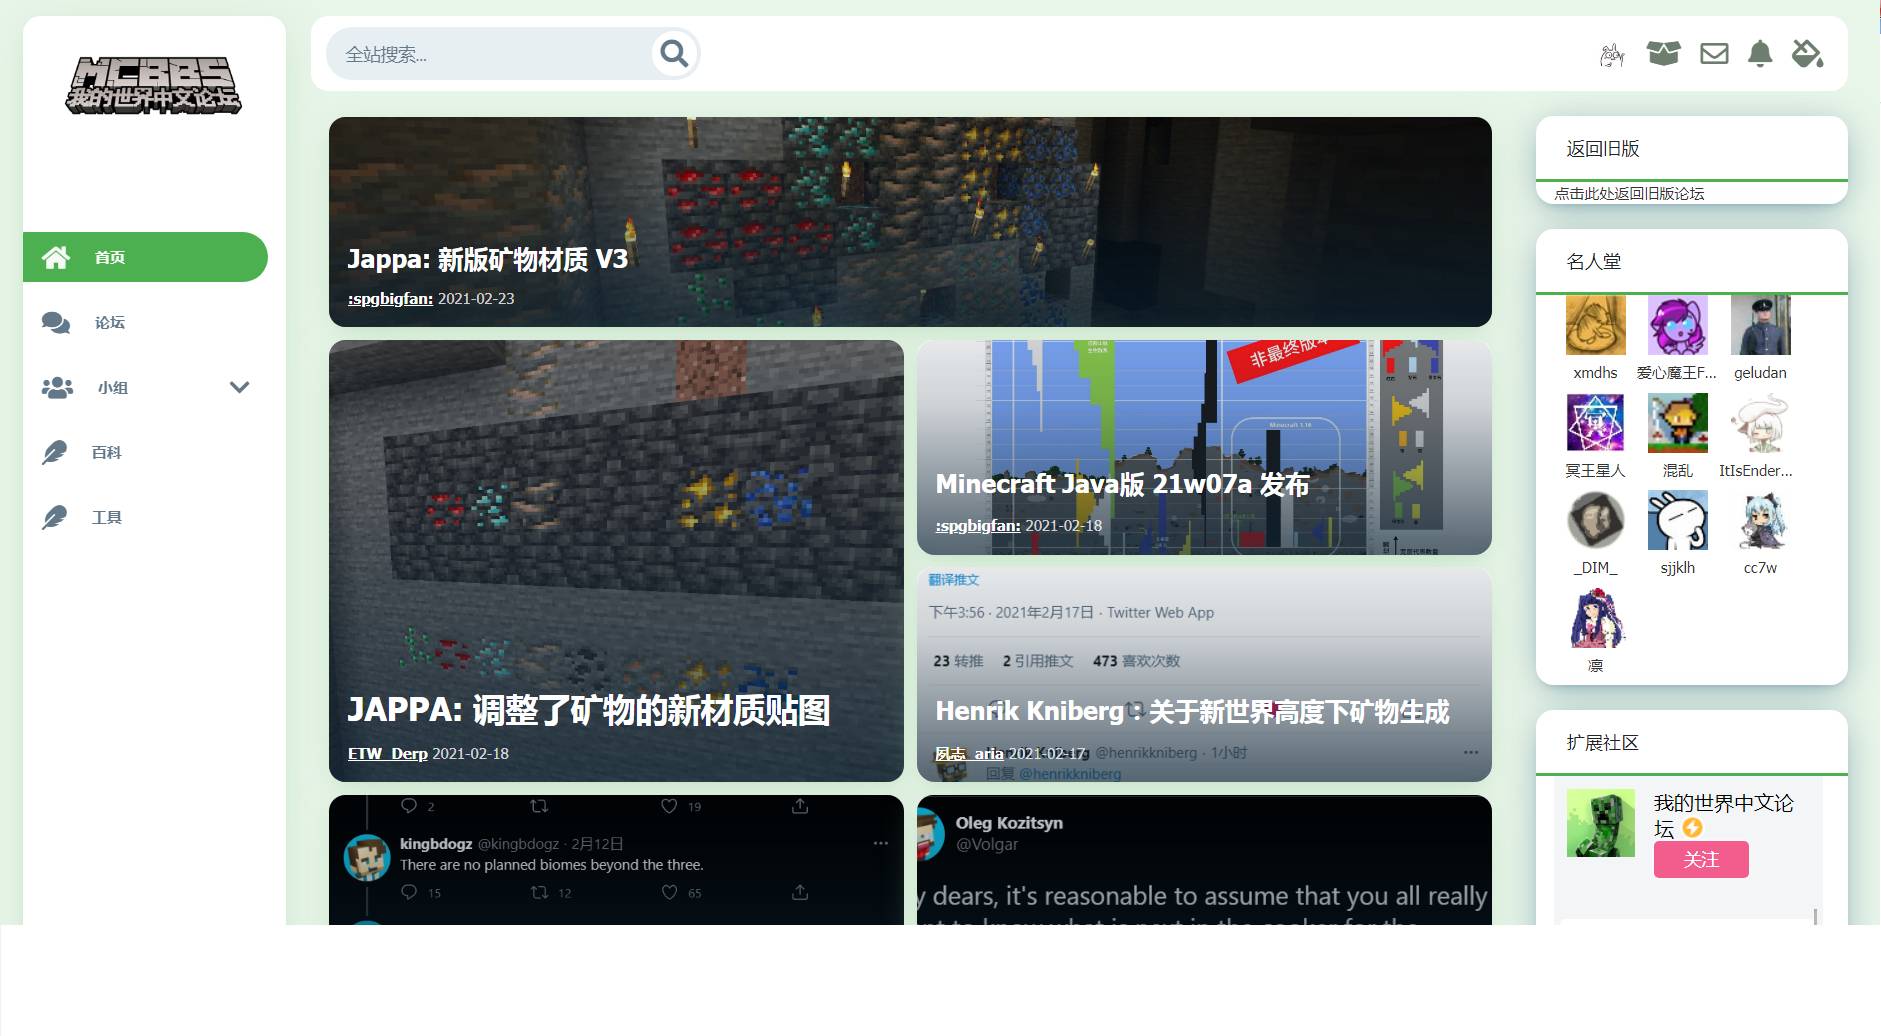 MCBBS
我的世界中文论坛
全站搜索...
首页
论坛
小组
百科
工具
Jappa: 新版矿物材质 V3
:spgbigfan: 2021-02-23
JAPPA: 调整了矿物的新材质贴图
ETW_Derp 2021-02-18
非最终版本
Minecraft 1.16
Minecraft Java版 21w07a 发布
:spgbigfan: 2021-02-18
翻译推文
下午3:56 · 2021年2月17日 · Twitter Web App
23 转推 2 引用推文 473 喜欢次数
Henrik Kniberg：关于新世界高度下矿物生成
@henrikkniberg · 1小时
夙志_aria 2021-02-17
回复 @henrikkniberg
2 19
kingbdogz @kingbdogz · 2月12日
There are no planned biomes beyond the three.
15 12 65
Oleg Kozitsyn
@Volgar
y dears, it's reasonable to assume that you all really
返回旧版
点击此处返回旧版论坛
名人堂
xmdhs 爱心魔王F... geludan
冥王星人 混乱 ItIsEnder...
_DIM_ sjjklh cc7w
凛
扩展社区
我的世界中文论
坛
关注